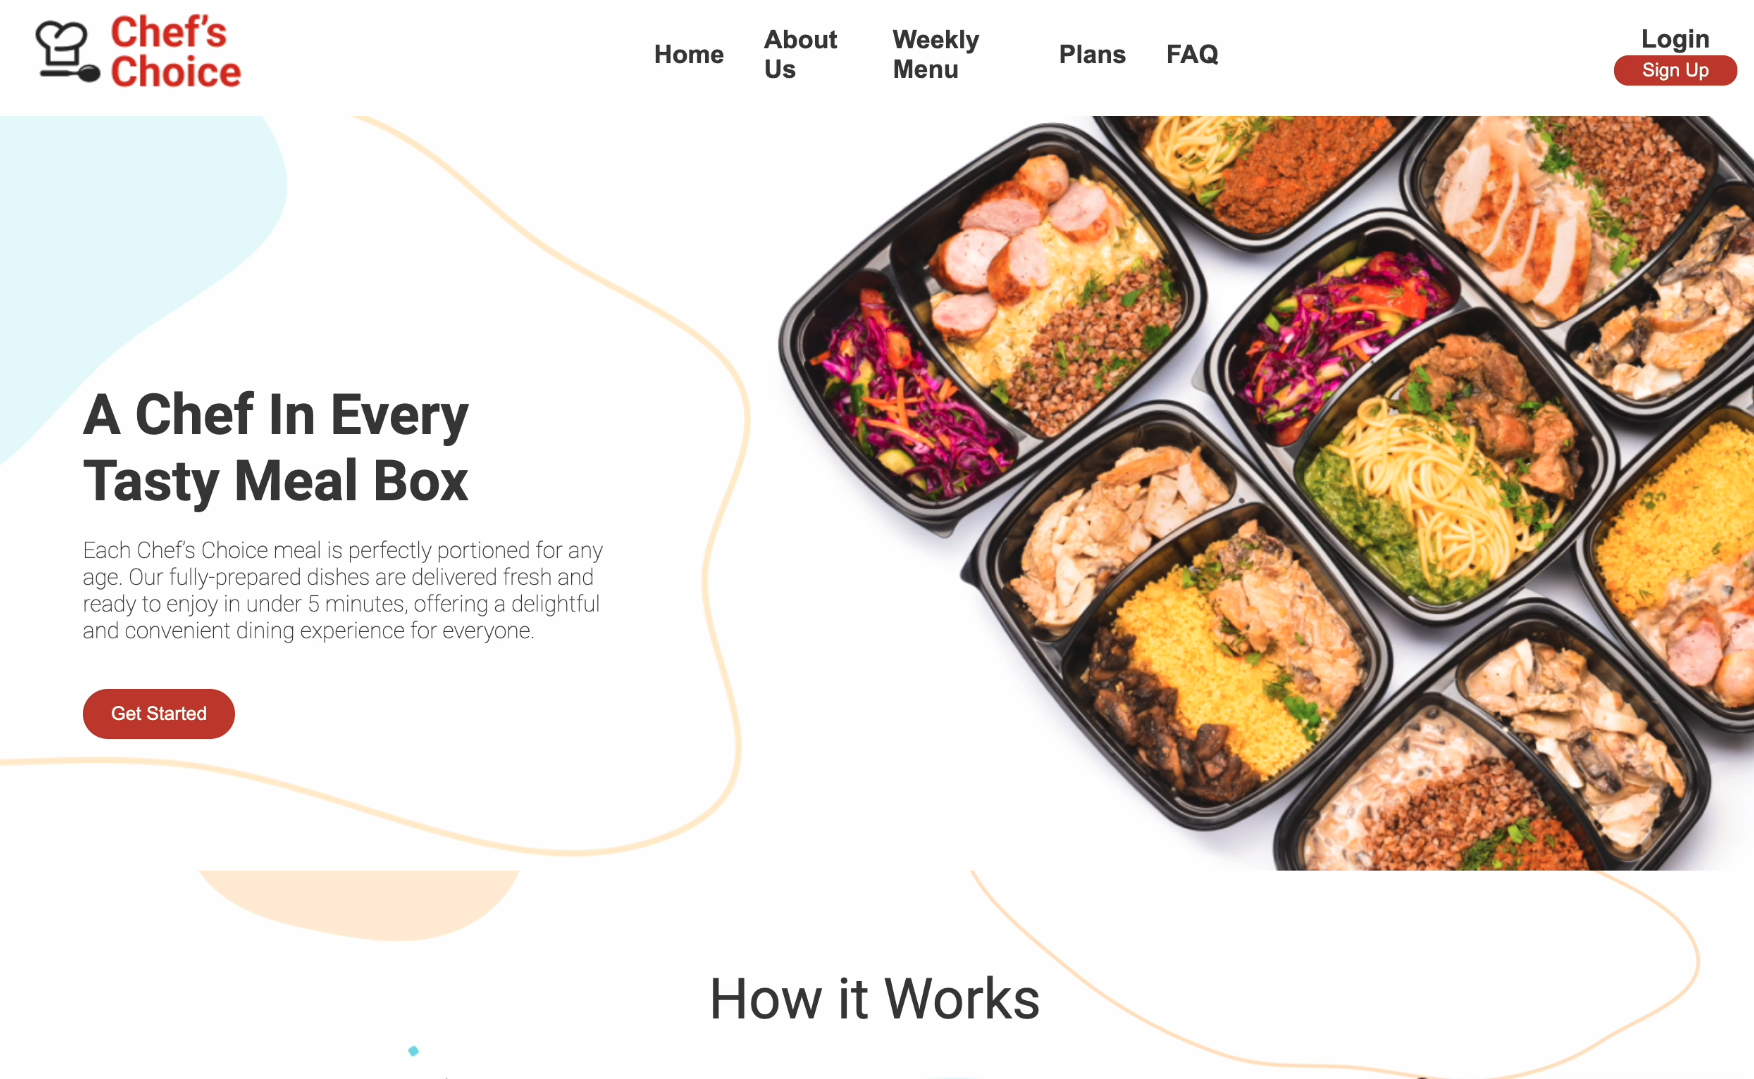 Chef's
Choice
Home
About
Us
Weekly
Menu
Plans
FAQ
Login
Sign Up
A Chef In Every
Tasty Meal Box
Each Chef's Choice meal is perfectly portioned for any
age. Our fully-prepared dishes are delivered fresh and
ready to enjoy in under 5 minutes, offering a delightful
and convenient dining experience for everyone.
Get Started
How it Works